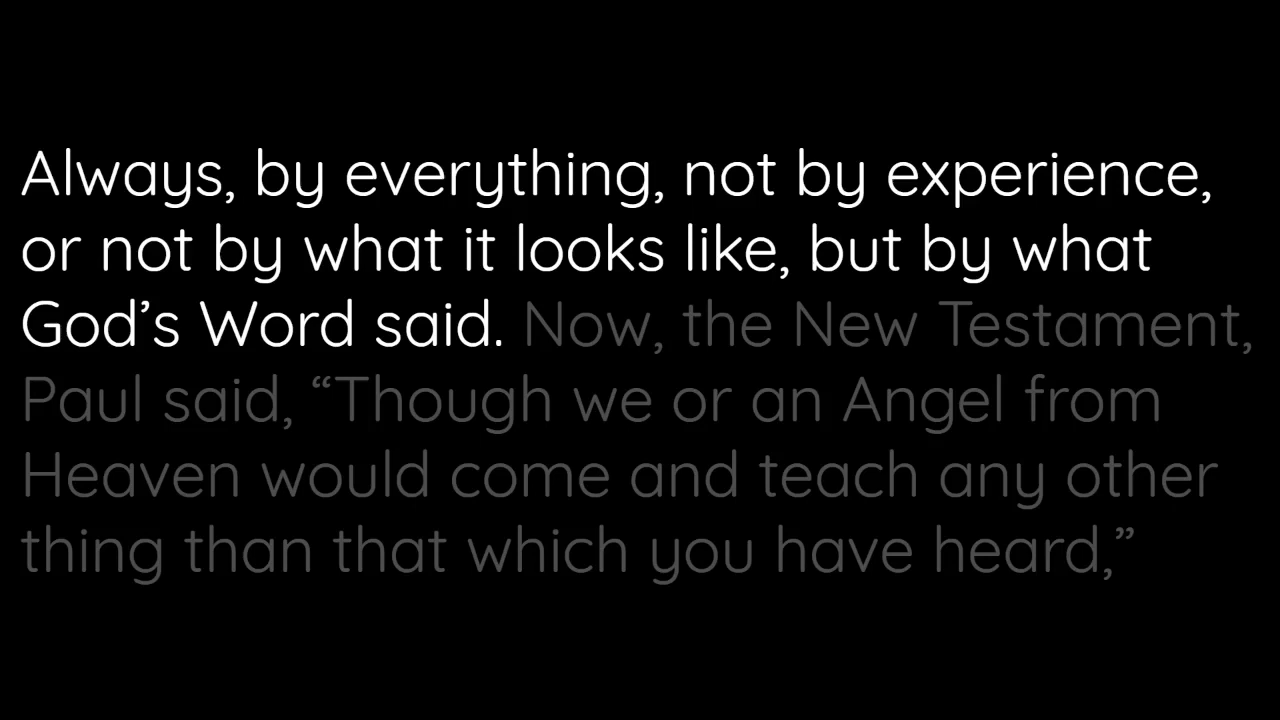 Always, by everything, not by experience,
or not by what it looks like, but by what
God’s Word said. Now, the New Testament,
Paul said, “Though we or an Angel from
Heaven would come and teach any other
thing than that which you have heard,”